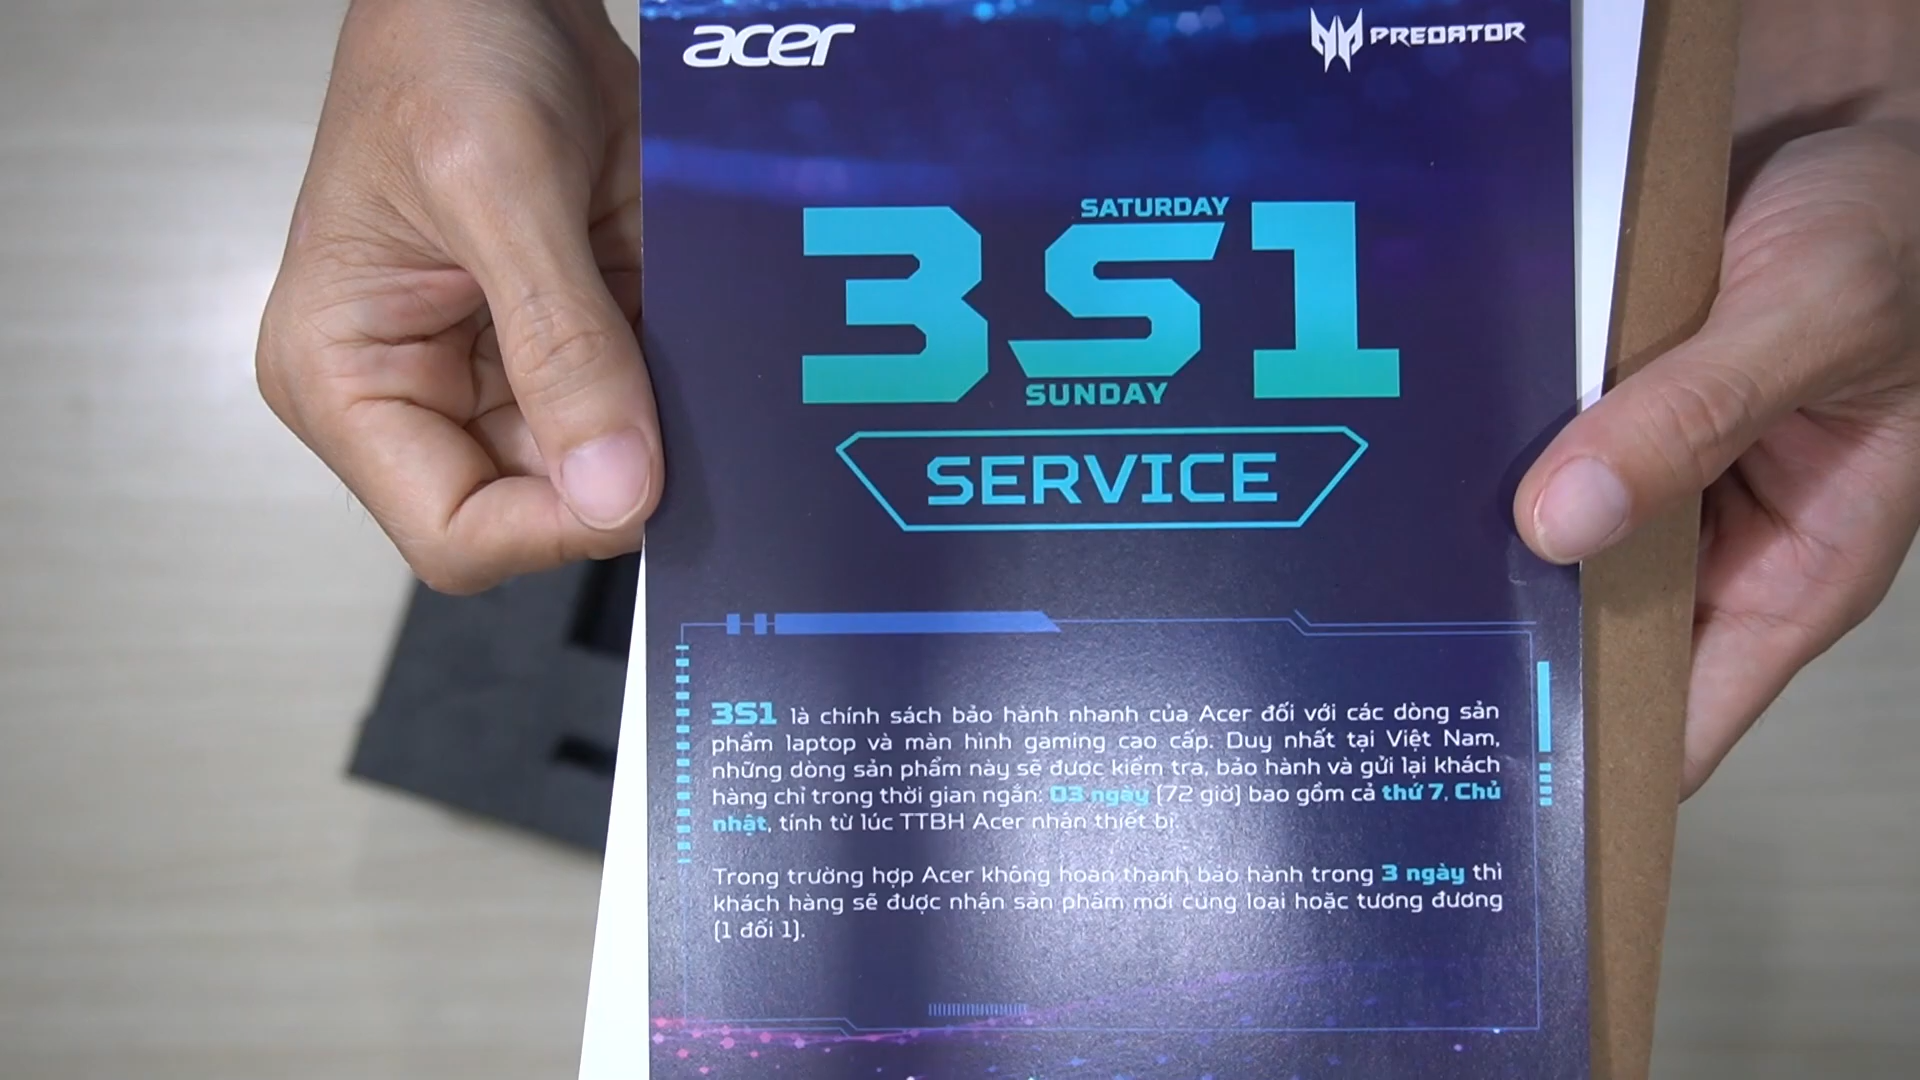 acer
PREDATOR
SATURDAY
3S1
SUNDAY
SERVICE
3S1 là chính sách bảo hành nhanh của Acer đối với các dòng sản
phẩm laptop và màn hình gaming cao cấp. Duy nhất tại Việt Nam,
những dòng sản phẩm này sẽ được kiểm tra, bảo hành và gửi lại khách
hàng chỉ trong thời gian ngắn: 03 ngày (72 giờ) bao gồm cả thứ 7, Chủ
nhật, tính từ lúc TTBH Acer nhận thiết bị.
Trong trường hợp Acer không hoàn thành bảo hành trong 3 ngày thì
khách hàng sẽ được nhận sản phẩm mới cùng loại hoặc tương đương
(1 đổi 1).